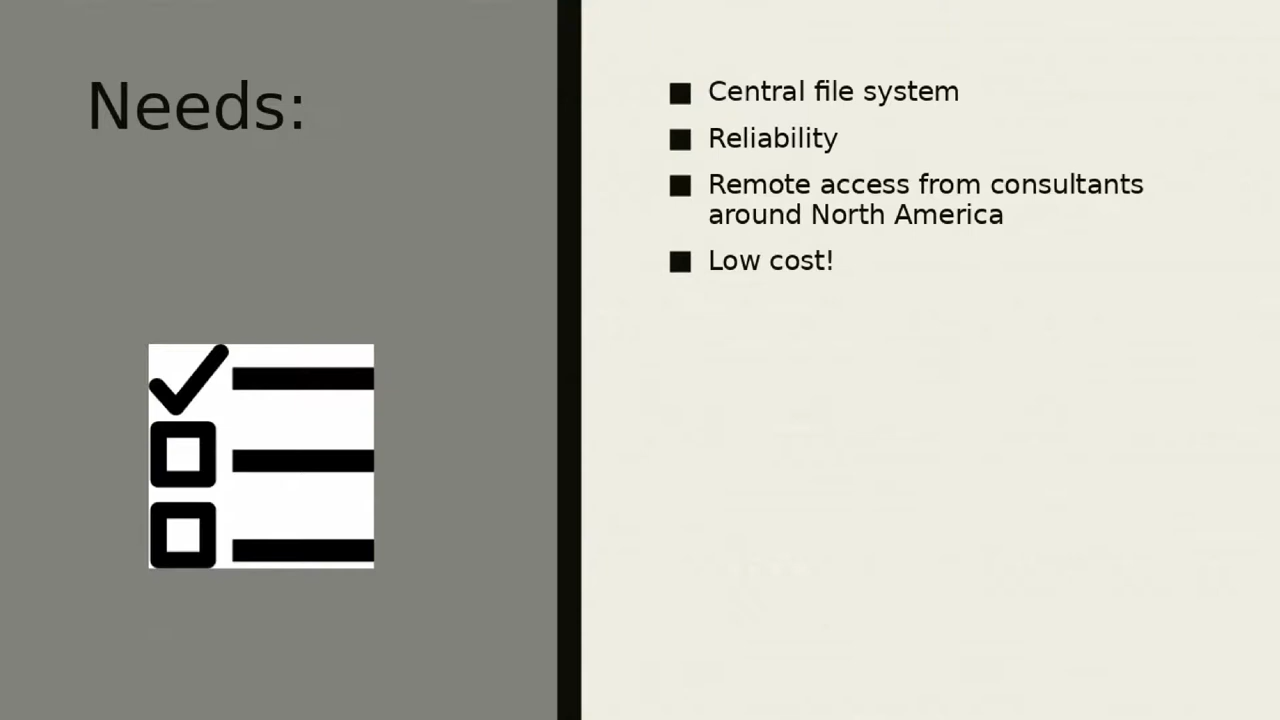 Needs:
Central file system
Reliability
Remote access from consultants
around North America
Low cost!